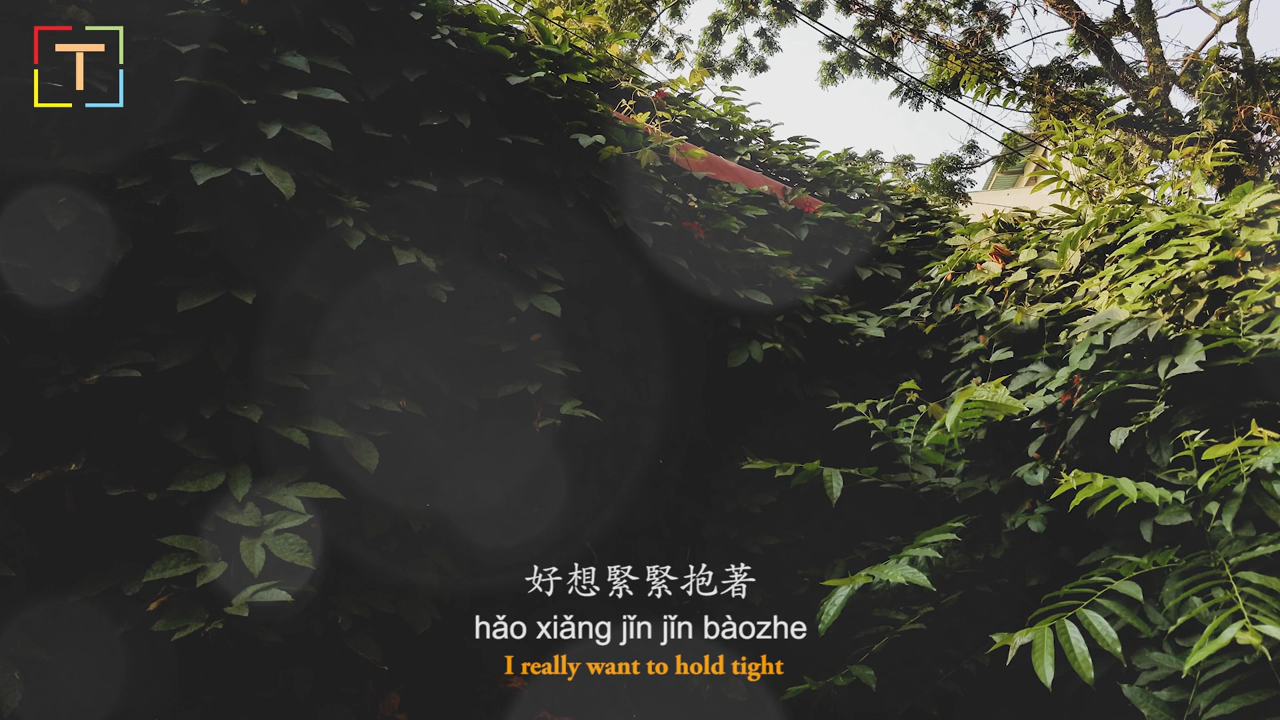 T
好想緊緊抱著
hǎo xiǎng jǐn jǐn bàozhe
I really want to hold tight